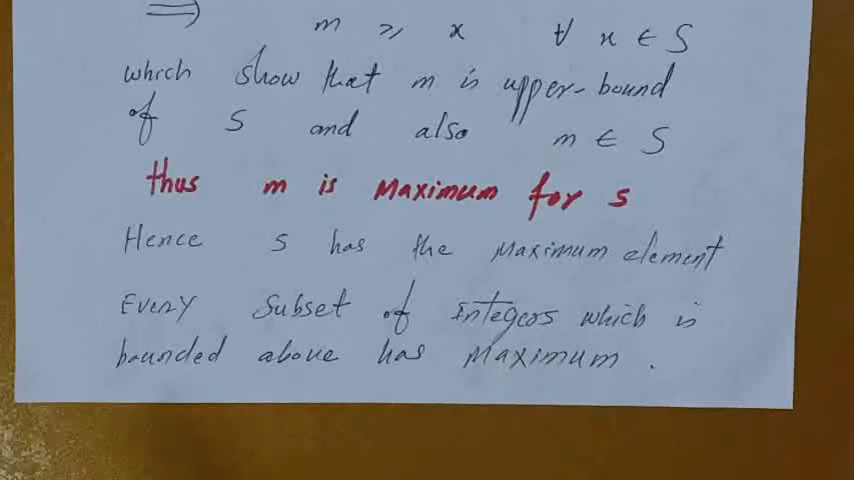 ⟹ m ⩾ x ∀ x ∈ S
which show that m is upper-bound
of S and also m ∈ S
thus m is Maximum for s
Hence s has the Maximum element
Every subset of integers which is
bounded above has Maximum.